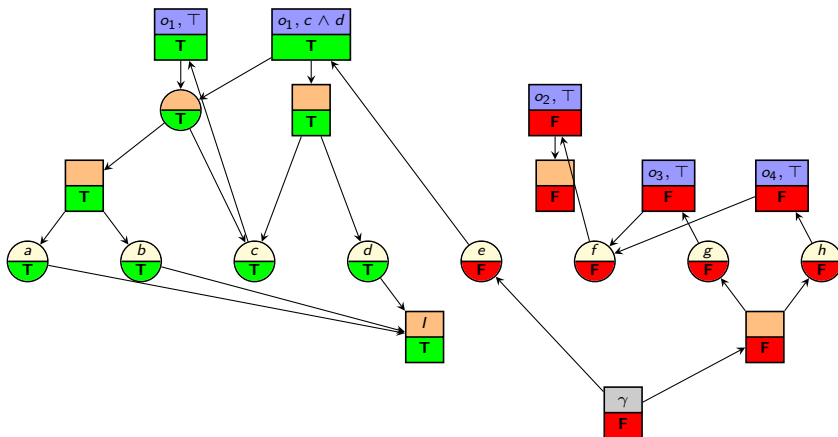 o₁, ⊤
T
o₁, c ∧ d
T
T
T
o₂, ⊤
F
F
T
o₃, ⊤
F
o₄, ⊤
F
a
T
b
T
c
T
d
T
e
F
f
F
g
F
h
F
I
T
F
γ
F